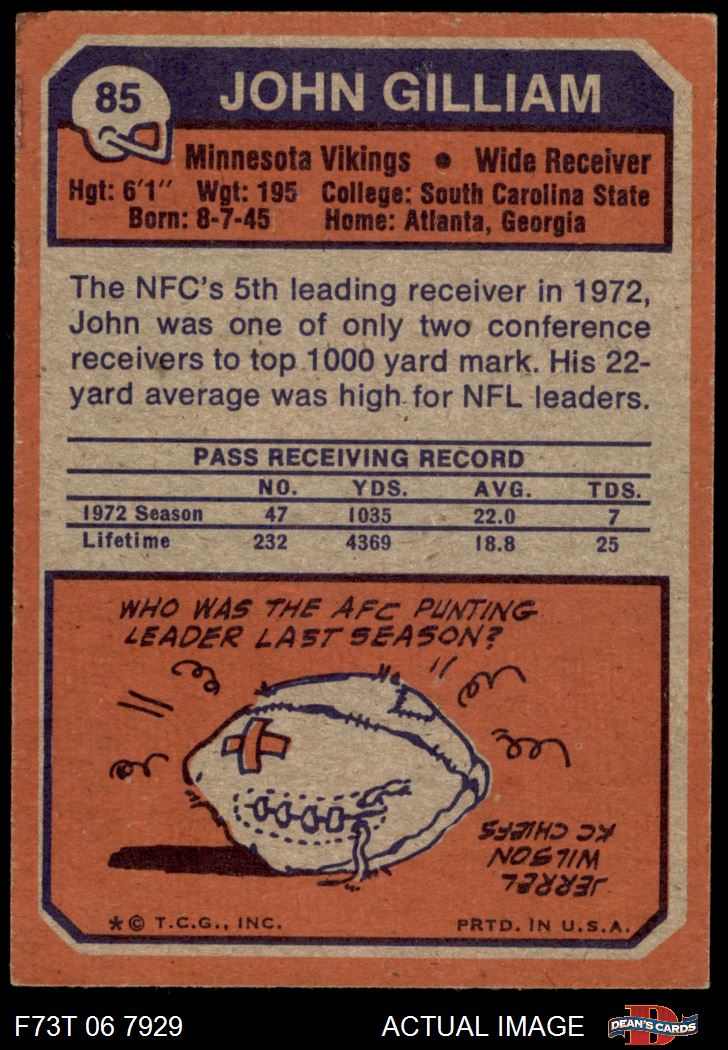 85
JOHN GILLIAM
Minnesota Vikings • Wide Receiver
Hgt: 6'1" Wgt: 195 College: South Carolina State
Born: 8-7-45 Home: Atlanta, Georgia
The NFC's 5th leading receiver in 1972,
John was one of only two conference
receivers to top 1000 yard mark. His 22-
yard average was high for NFL leaders.
PASS RECEIVING RECORD
NO. YDS. AVG. TDS.
1972 Season 47 1035 22.0 7
Lifetime 232 4369 18.8 25
WHO WAS THE AFC PUNTING
LEADER LAST SEASON?
JERREL
WILSON
KC CHIEFS
* © T.C.G., INC. PRTD. IN U.S.A.
F73T 06 7929 ACTUAL IMAGE D DEAN'S CARDS